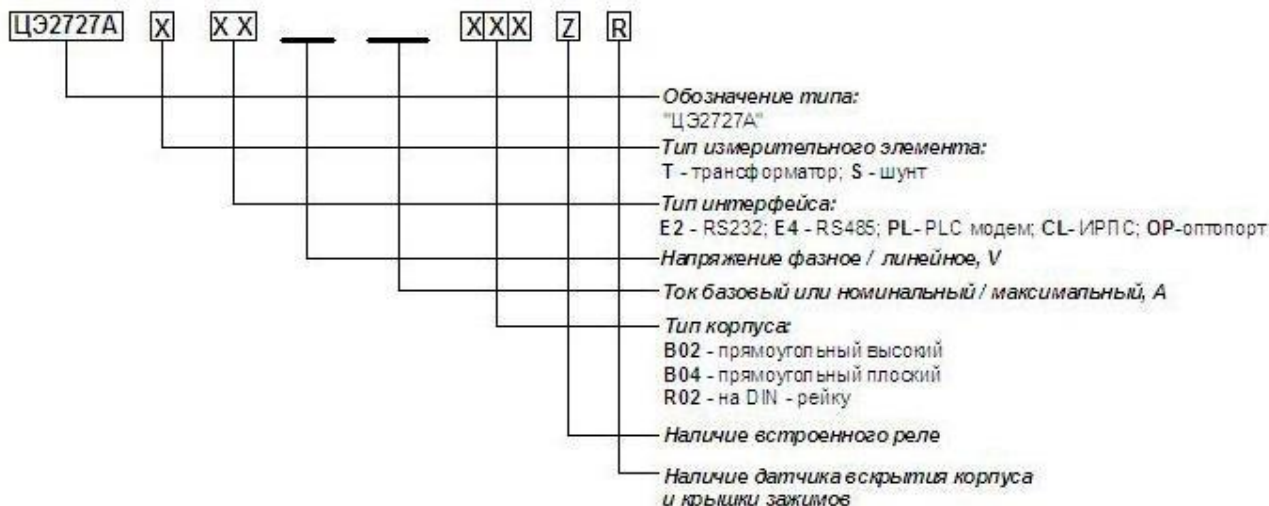 ЦЭ2727А X X X XXX Z R
Обозначение типа:
"ЦЭ2727А"
Тип измерительного элемента:
Т - трансформатор; S - шунт
Тип интерфейса:
E2 - RS232; E4 - RS485; PL- PLC модем; CL- ИРПС; OP-оптопорт
Напряжение фазное / линейное, V
Ток базовый или номинальный / максимальный, А
Тип корпуса:
B02 - прямоугольный высокий
B04 - прямоугольный плоский
R02 - на DIN - рейку
Наличие встроенного реле
Наличие датчика вскрытия корпуса
и крышки зажимов